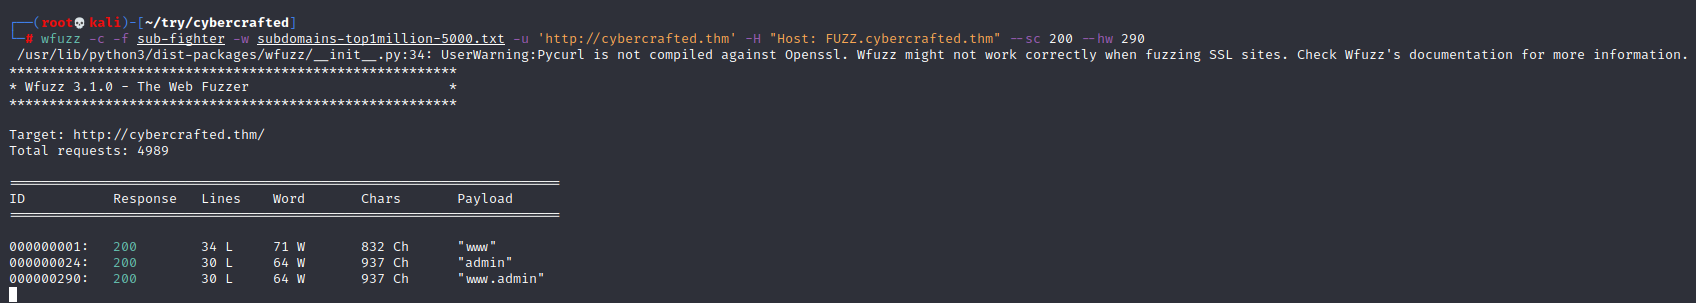 ┌──(root💀kali)-[~/try/cybercrafted]
└─# wfuzz -c -f sub-fighter -w subdomains-top1million-5000.txt -u 'http://cybercrafted.thm' -H "Host: FUZZ.cybercrafted.thm" --sc 200 --hw 290
 /usr/lib/python3/dist-packages/wfuzz/__init__.py:34: UserWarning:Pycurl is not compiled against Openssl. Wfuzz might not work correctly when fuzzing SSL sites. Check Wfuzz's documentation for more information.
********************************************************
* Wfuzz 3.1.0 - The Web Fuzzer                         *
********************************************************

Target: http://cybercrafted.thm/
Total requests: 4989

=====================================================================
ID           Response   Lines    Word       Chars       Payload
=====================================================================

000000001:   200        34 L     71 W       832 Ch      "www"
000000024:   200        30 L     64 W       937 Ch      "admin"
000000290:   200        30 L     64 W       937 Ch      "www.admin"